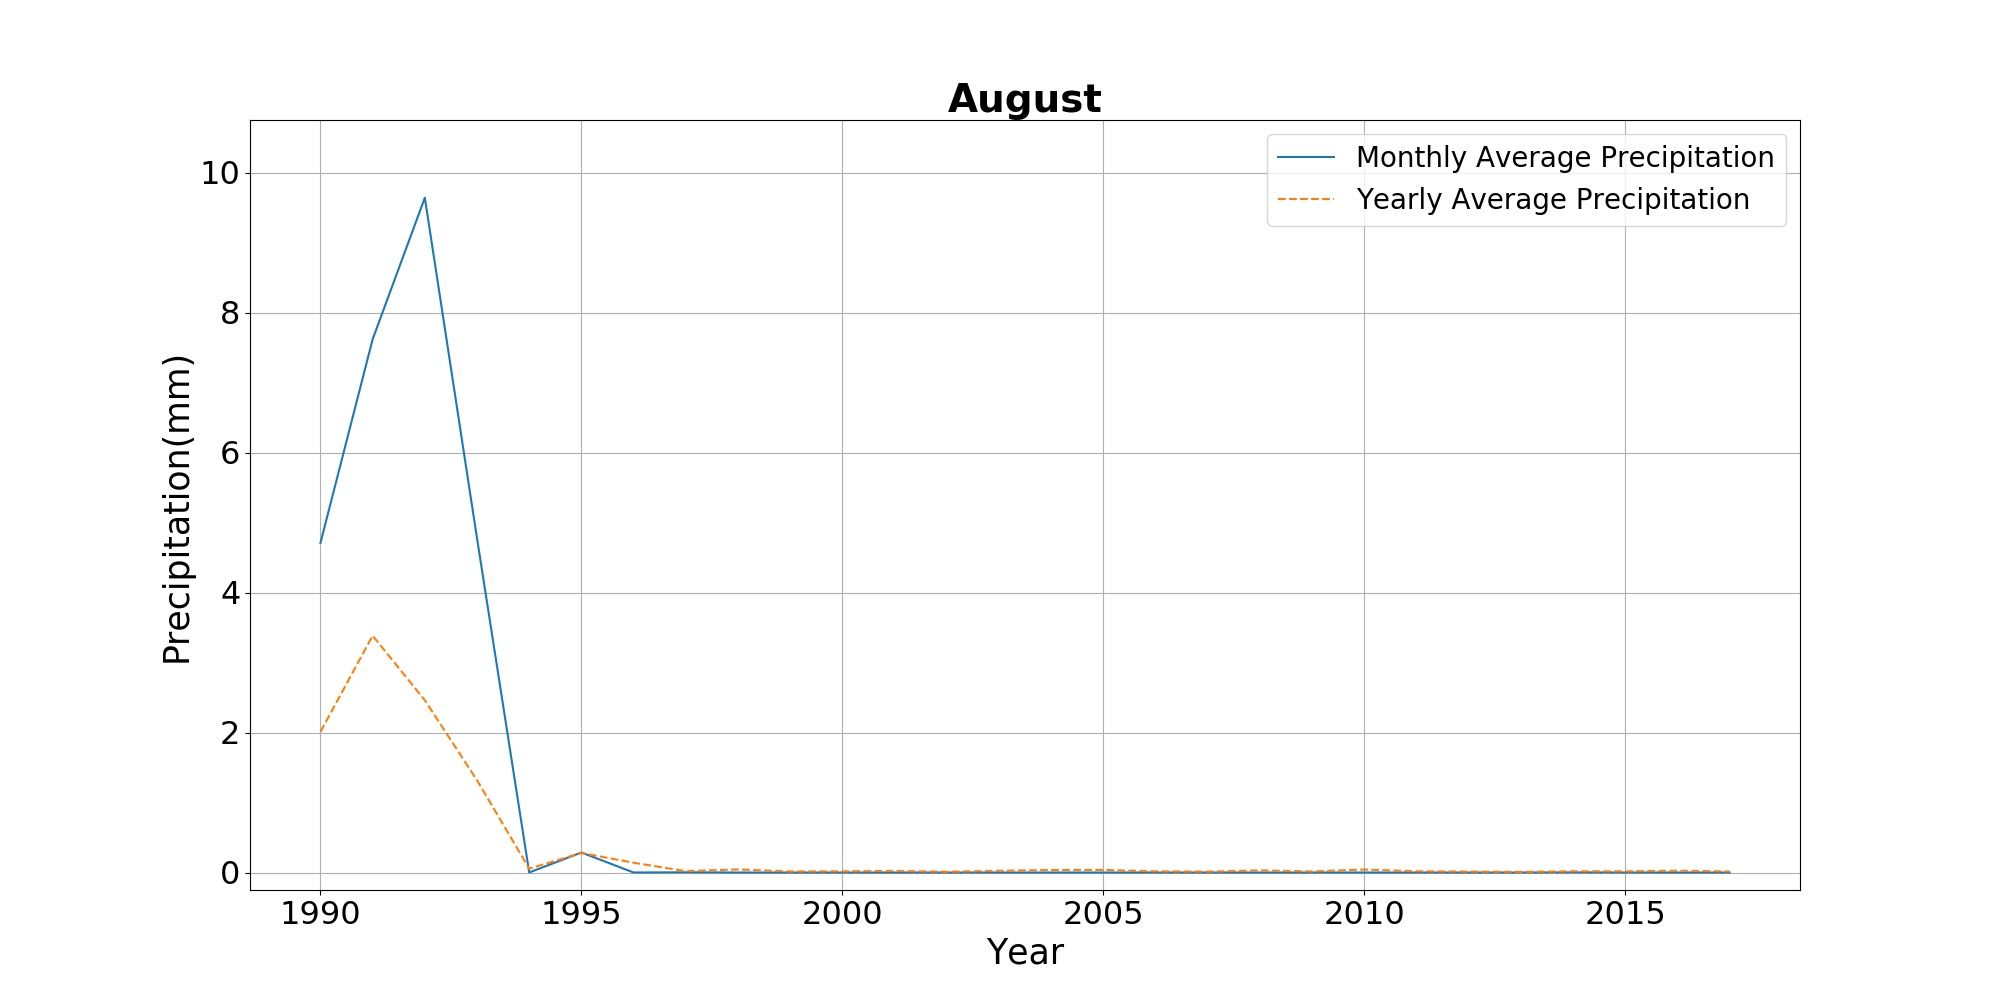 August
Monthly Average Precipitation
Yearly Average Precipitation
Precipitation(mm)
10
8
6
4
2
0
1990 1995 2000 2005 2010 2015
Year